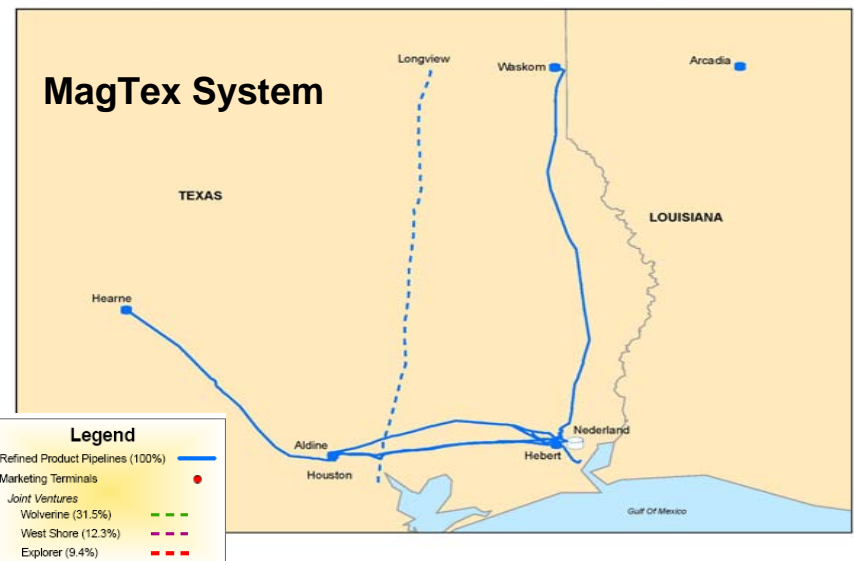 MagTex System
Longview
Waskom
Arcadia
TEXAS
LOUISIANA
Hearne
Aldine
Houston
Nederland
Hebert
Gulf Of Mexico
Legend
Refined Product Pipelines (100%)
Marketing Terminals
Joint Ventures
Wolverine (31.5%)
West Shore (12.3%)
Explorer (9.4%)